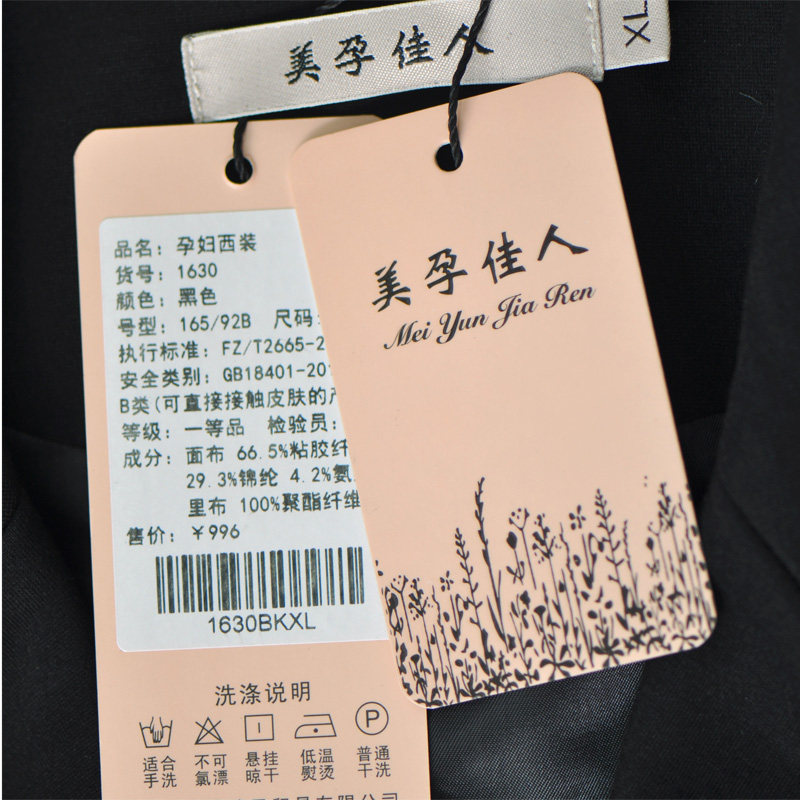 美孕佳人
XL
美孕佳人
Mei Yun Jia Ren
品名：孕妇西装
货号：1630
颜色：黑色
号型：165/92B 尺码：
执行标准：FZ/T2665-2
安全类别：GB18401-201
B类(可直接接触皮肤的产
等级：一等品 检验员：
成分：面布 66.5%粘胶纤
29.3%锦纶 4.2%氨
里布 100%聚酯纤维
售价：￥996
1630BKXL
洗涤说明
P
适合 不可 悬挂 低温 普通
手洗 氯漂 晾干 熨烫 干洗
有限公司